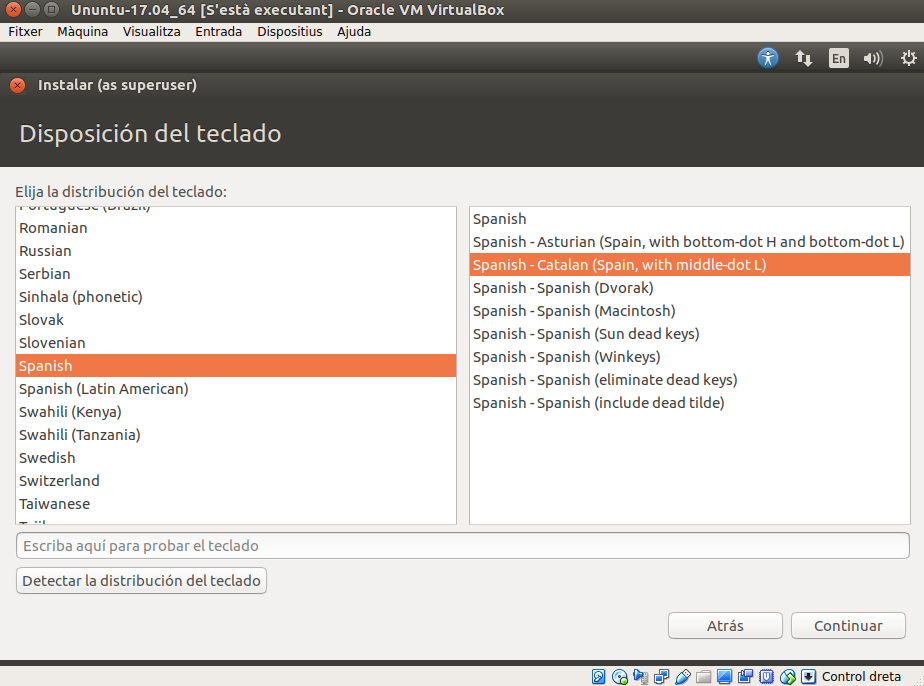 Ununtu-17.04_64 [S'està executant] - Oracle VM VirtualBox
Fitxer Màquina Visualitza Entrada Dispositius Ajuda
En
Instalar (as superuser)
Disposición del teclado
Elija la distribución del teclado:
Portuguese (Brazil)
Romanian
Russian
Serbian
Sinhala (phonetic)
Slovak
Slovenian
Spanish
Spanish (Latin American)
Swahili (Kenya)
Swahili (Tanzania)
Swedish
Switzerland
Taiwanese
Spanish
Spanish - Asturian (Spain, with bottom-dot H and bottom-dot L)
Spanish - Catalan (Spain, with middle-dot L)
Spanish - Spanish (Dvorak)
Spanish - Spanish (Macintosh)
Spanish - Spanish (Sun dead keys)
Spanish - Spanish (Winkeys)
Spanish - Spanish (eliminate dead keys)
Spanish - Spanish (include dead tilde)
Escriba aquí para probar el teclado
Detectar la distribución del teclado
Atrás Continuar
Control dreta